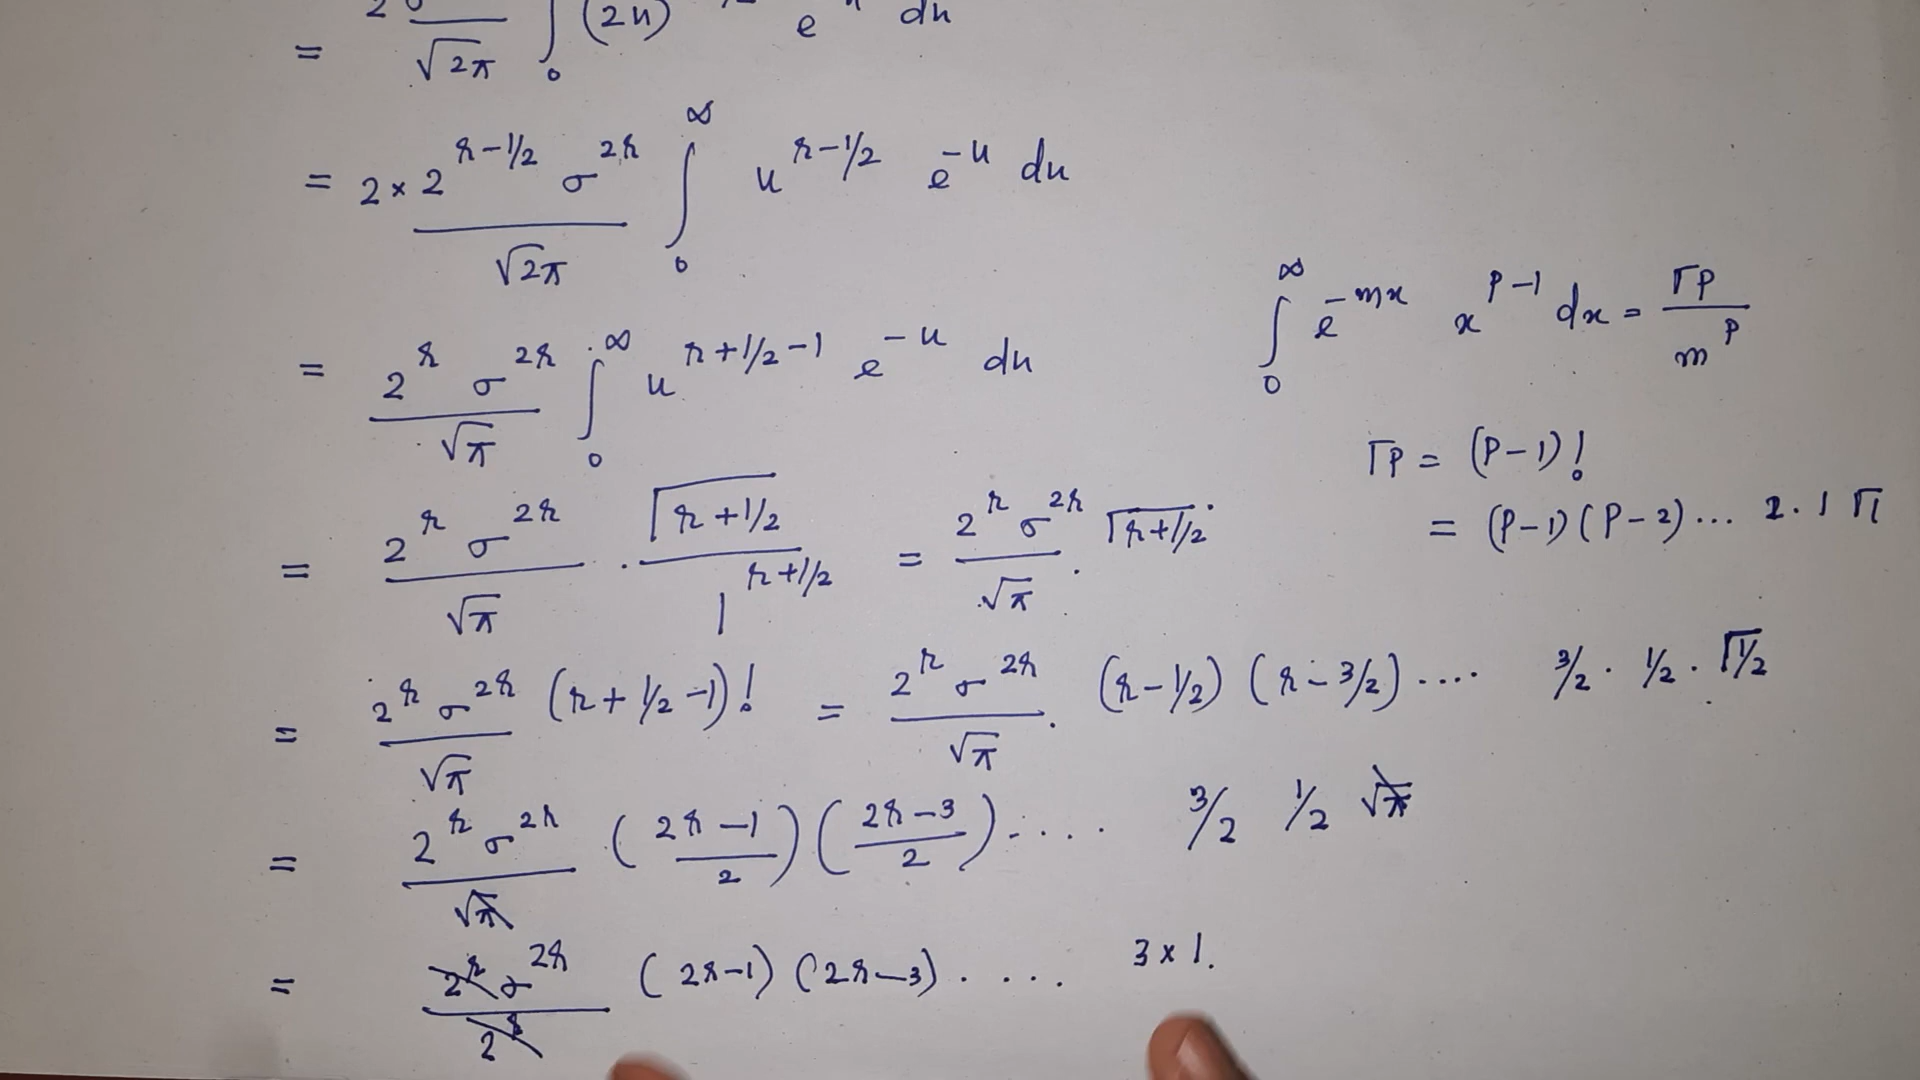 = 2σ / √2π ∫₀ (2u) e du
= 2 × 2^(r-1/2) σ^(2r) / √2π ∫₀^∞ u^(r-1/2) e^(-u) du
= 2^r σ^(2r) / √π ∫₀^∞ u^(r+1/2-1) e^(-u) du
∫₀^∞ e^(-mx) x^(p-1) dx = Γp / m^p
Γp = (p-1)!
= (p-1)(p-2)... 2.1 Γ1
= 2^r σ^(2r) / √π . Γ(r+1/2) / 1^(r+1/2) = 2^r σ^(2r) / √π . Γ(r+1/2)
= 2^r σ^(2r) / √π (r+1/2-1)! = 2^r σ^(2r) / √π . (r-1/2) (r-3/2).... 3/2 . 1/2 . Γ1/2
= 2^r σ^(2r) / √π ((2r-1)/2) ((2r-3)/2)..... 3/2 1/2 √π
= 2^r σ^(2r) / 2^r (2r-1) (2r-3) .... 3×1.